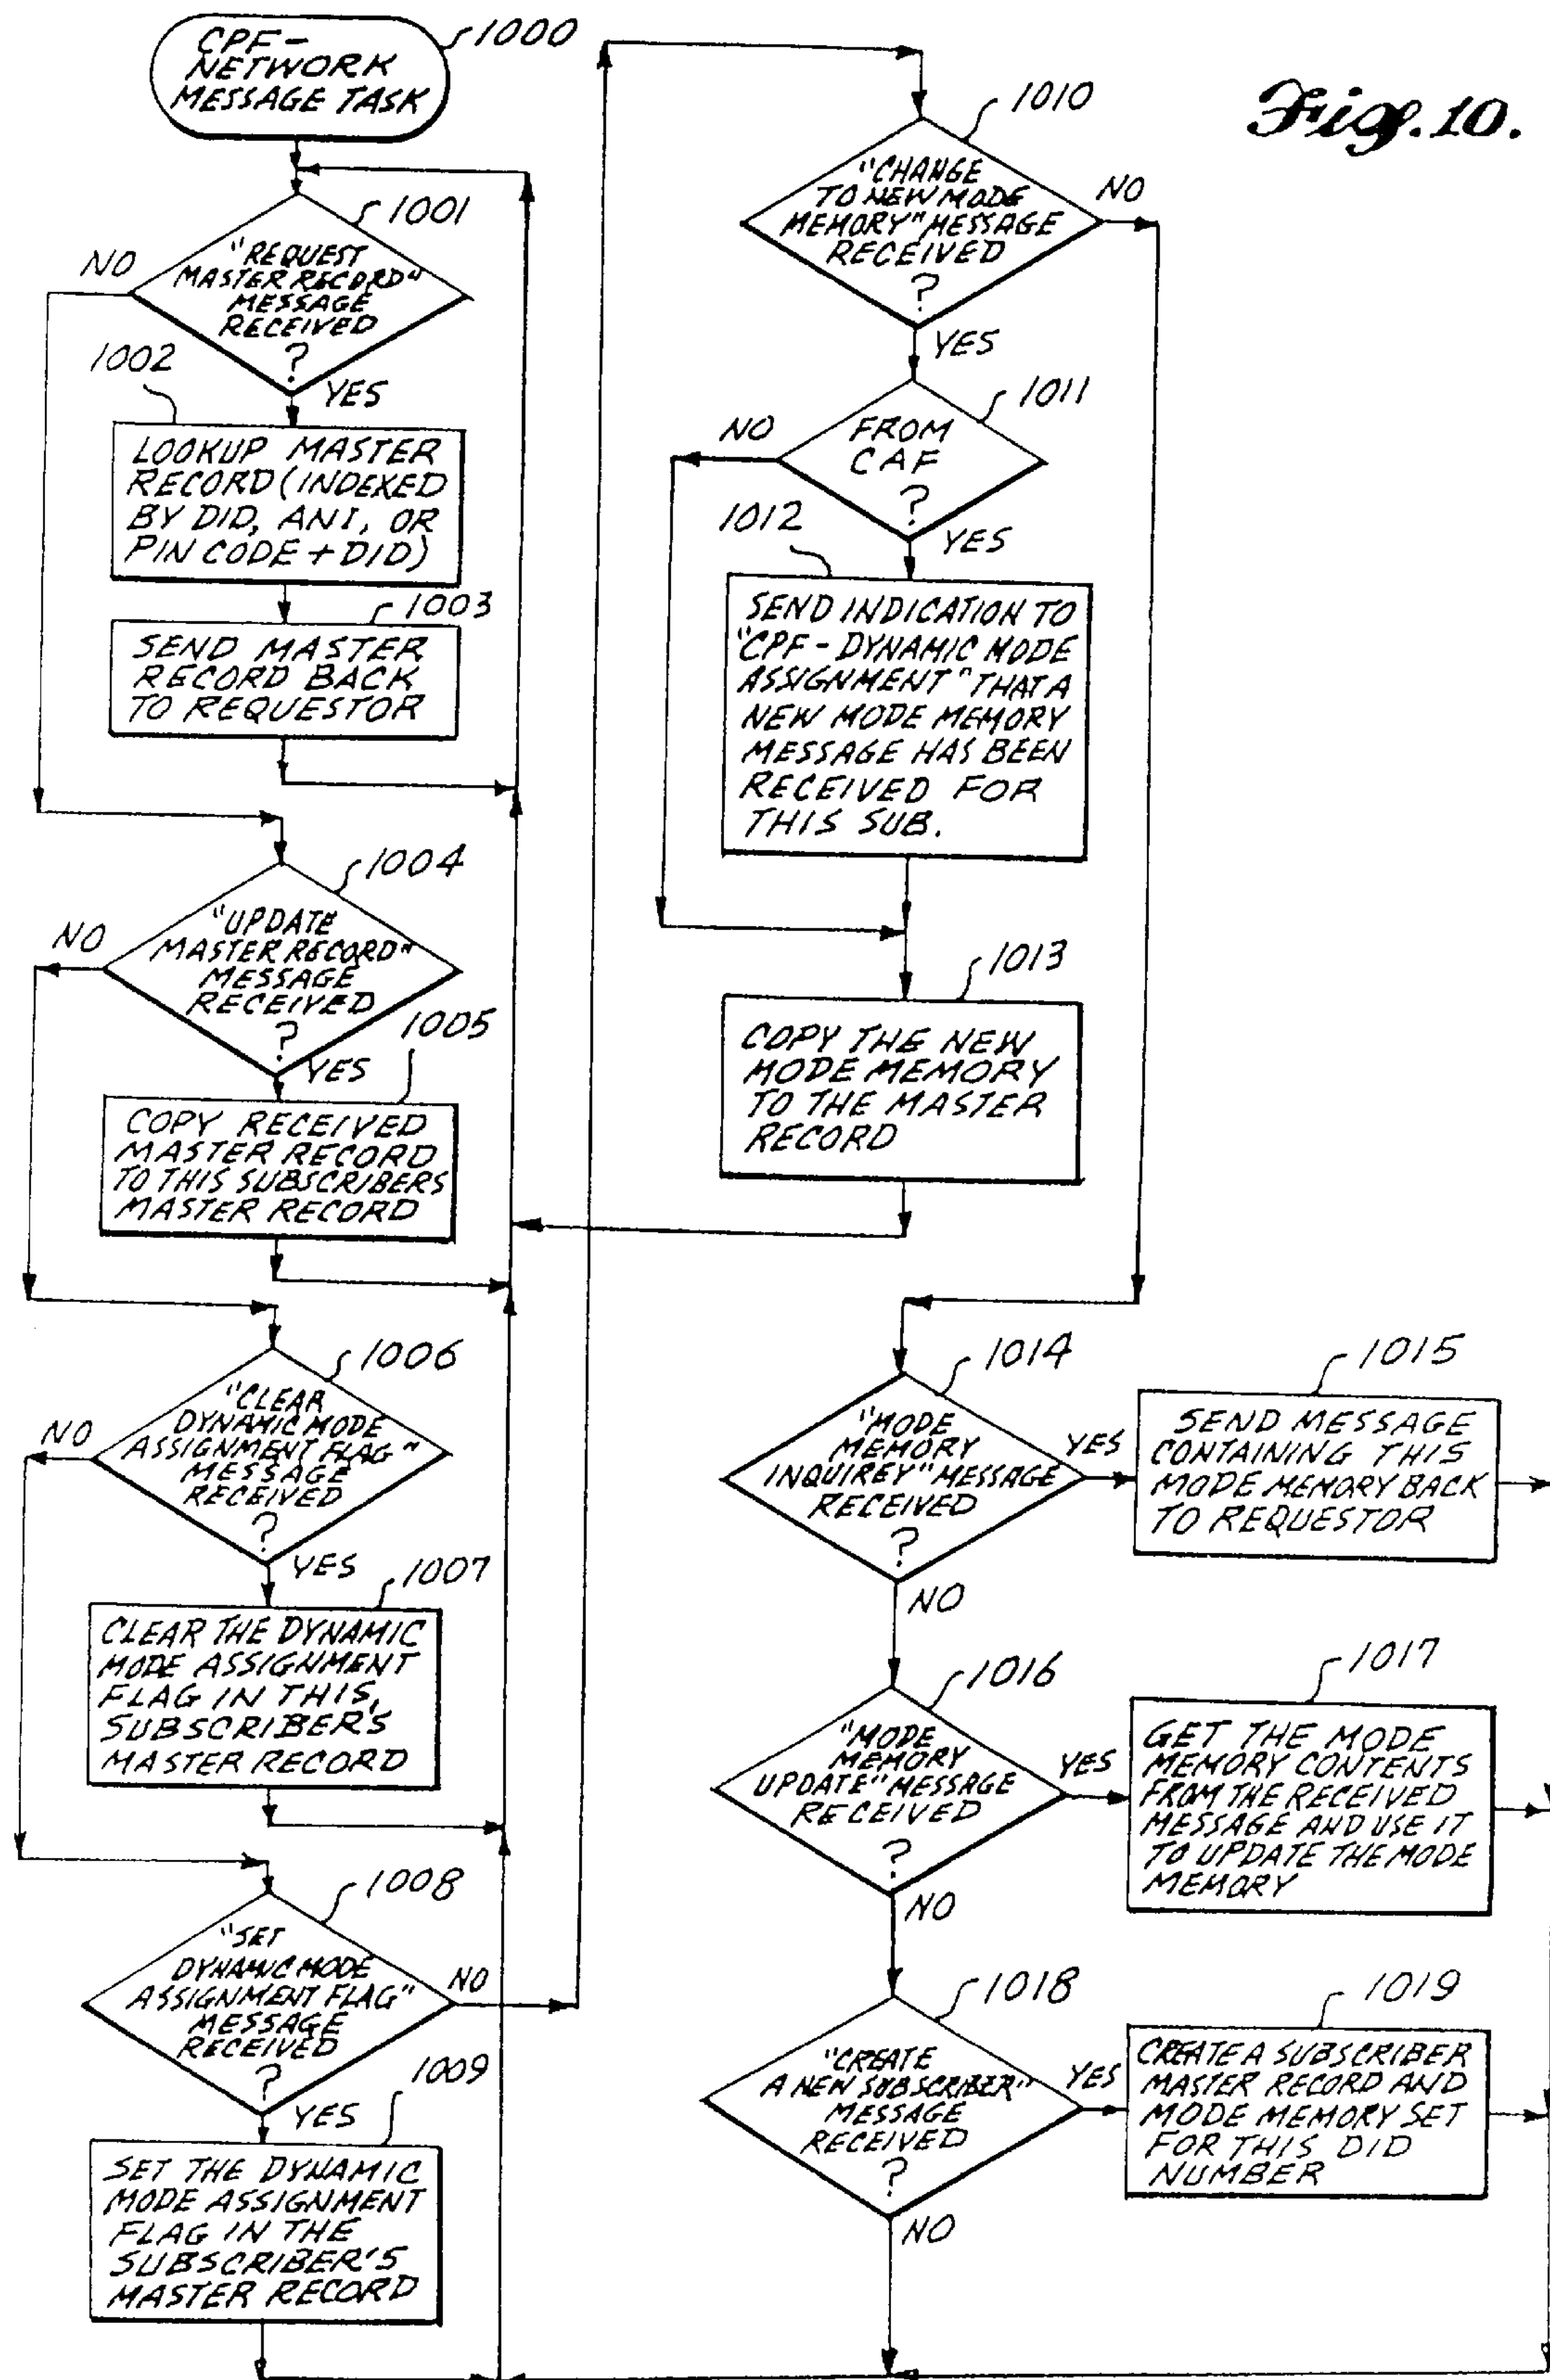 Fig. 10.
CPF-
NETWORK
MESSAGE TASK
1000
1001
"REQUEST
MASTER RECORD"
MESSAGE
RECEIVED
?
NO
YES
1002
LOOKUP MASTER
RECORD (INDEXED
BY DID, ANI, OR
PIN CODE + DID)
1003
SEND MASTER
RECORD BACK
TO REQUESTOR
1004
"UPDATE
MASTER RECORD"
MESSAGE
RECEIVED
?
NO
YES
1005
COPY RECEIVED
MASTER RECORD
TO THIS SUBSCRIBERS
MASTER RECORD
1006
"CLEAR
DYNAMIC MODE
ASSIGNMENT FLAG"
MESSAGE
RECEIVED
?
NO
YES
1007
CLEAR THE DYNAMIC
MODE ASSIGNMENT
FLAG IN THIS,
SUBSCRIBER'S
MASTER RECORD
1008
"SET
DYNAMIC MODE
ASSIGNMENT FLAG"
MESSAGE
RECEIVED
?
NO
YES
1009
SET THE DYNAMIC
MODE ASSIGNMENT
FLAG IN THE
SUBSCRIBER'S
MASTER RECORD
1010
"CHANGE
TO NEW MODE
MEMORY" MESSAGE
RECEIVED
?
NO
YES
1011
FROM
CAF
?
NO
YES
1012
SEND INDICATION TO
"CPF-DYNAMIC MODE
ASSIGNMENT" THAT A
NEW MODE MEMORY
MESSAGE HAS BEEN
RECEIVED FOR
THIS SUB.
1013
COPY THE NEW
MODE MEMORY
TO THE MASTER
RECORD
1014
"MODE
MEMORY
INQUIREY" MESSAGE
RECEIVED
?
YES
NO
1015
SEND MESSAGE
CONTAINING THIS
MODE MEMORY BACK
TO REQUESTOR
1016
"MODE
MEMORY
UPDATE" MESSAGE
RECEIVED
?
YES
NO
1017
GET THE MODE
MEMORY CONTENTS
FROM THE RECEIVED
MESSAGE AND USE IT
TO UPDATE THE MODE
MEMORY
1018
"CREATE
A NEW SUBSCRIBER"
MESSAGE
RECEIVED
?
YES
NO
1019
CREATE A SUBSCRIBER
MASTER RECORD AND
MODE MEMORY SET
FOR THIS DID
NUMBER